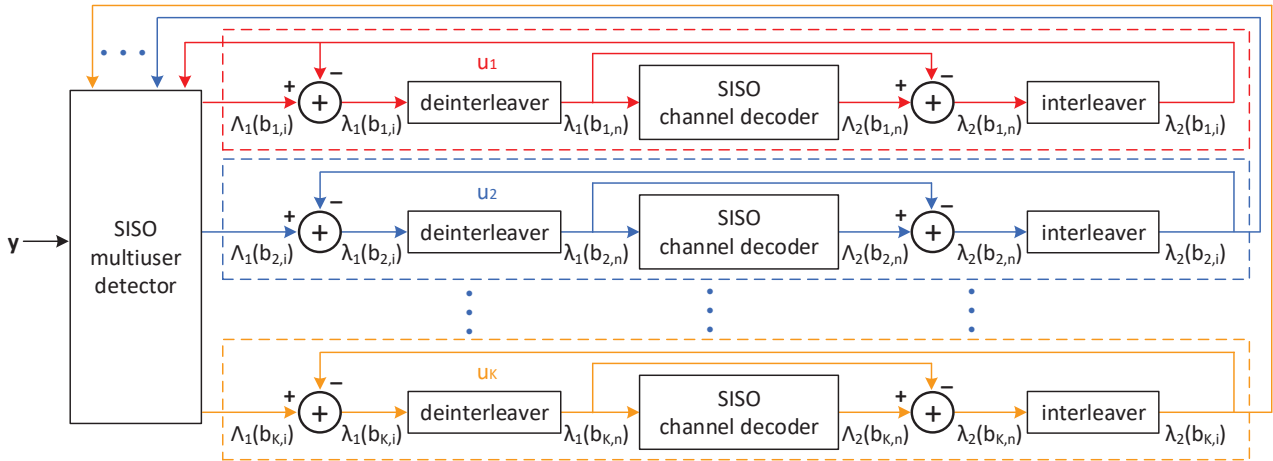 u1
+
−
+
deinterleaver
SISO
channel decoder
+
−
+
interleaver
Λ1(b1,i)
λ1(b1,i)
λ1(b1,n)
Λ2(b1,n)
λ2(b1,n)
λ2(b1,i)
y
SISO
multiuser
detector
u2
+
−
+
deinterleaver
SISO
channel decoder
+
−
+
interleaver
Λ1(b2,i)
λ1(b2,i)
λ1(b2,n)
Λ2(b2,n)
λ2(b2,n)
λ2(b2,i)
uK
+
−
+
deinterleaver
SISO
channel decoder
+
−
+
interleaver
Λ1(bK,i)
λ1(bK,i)
λ1(bK,n)
Λ2(bK,n)
λ2(bK,n)
λ2(bK,i)